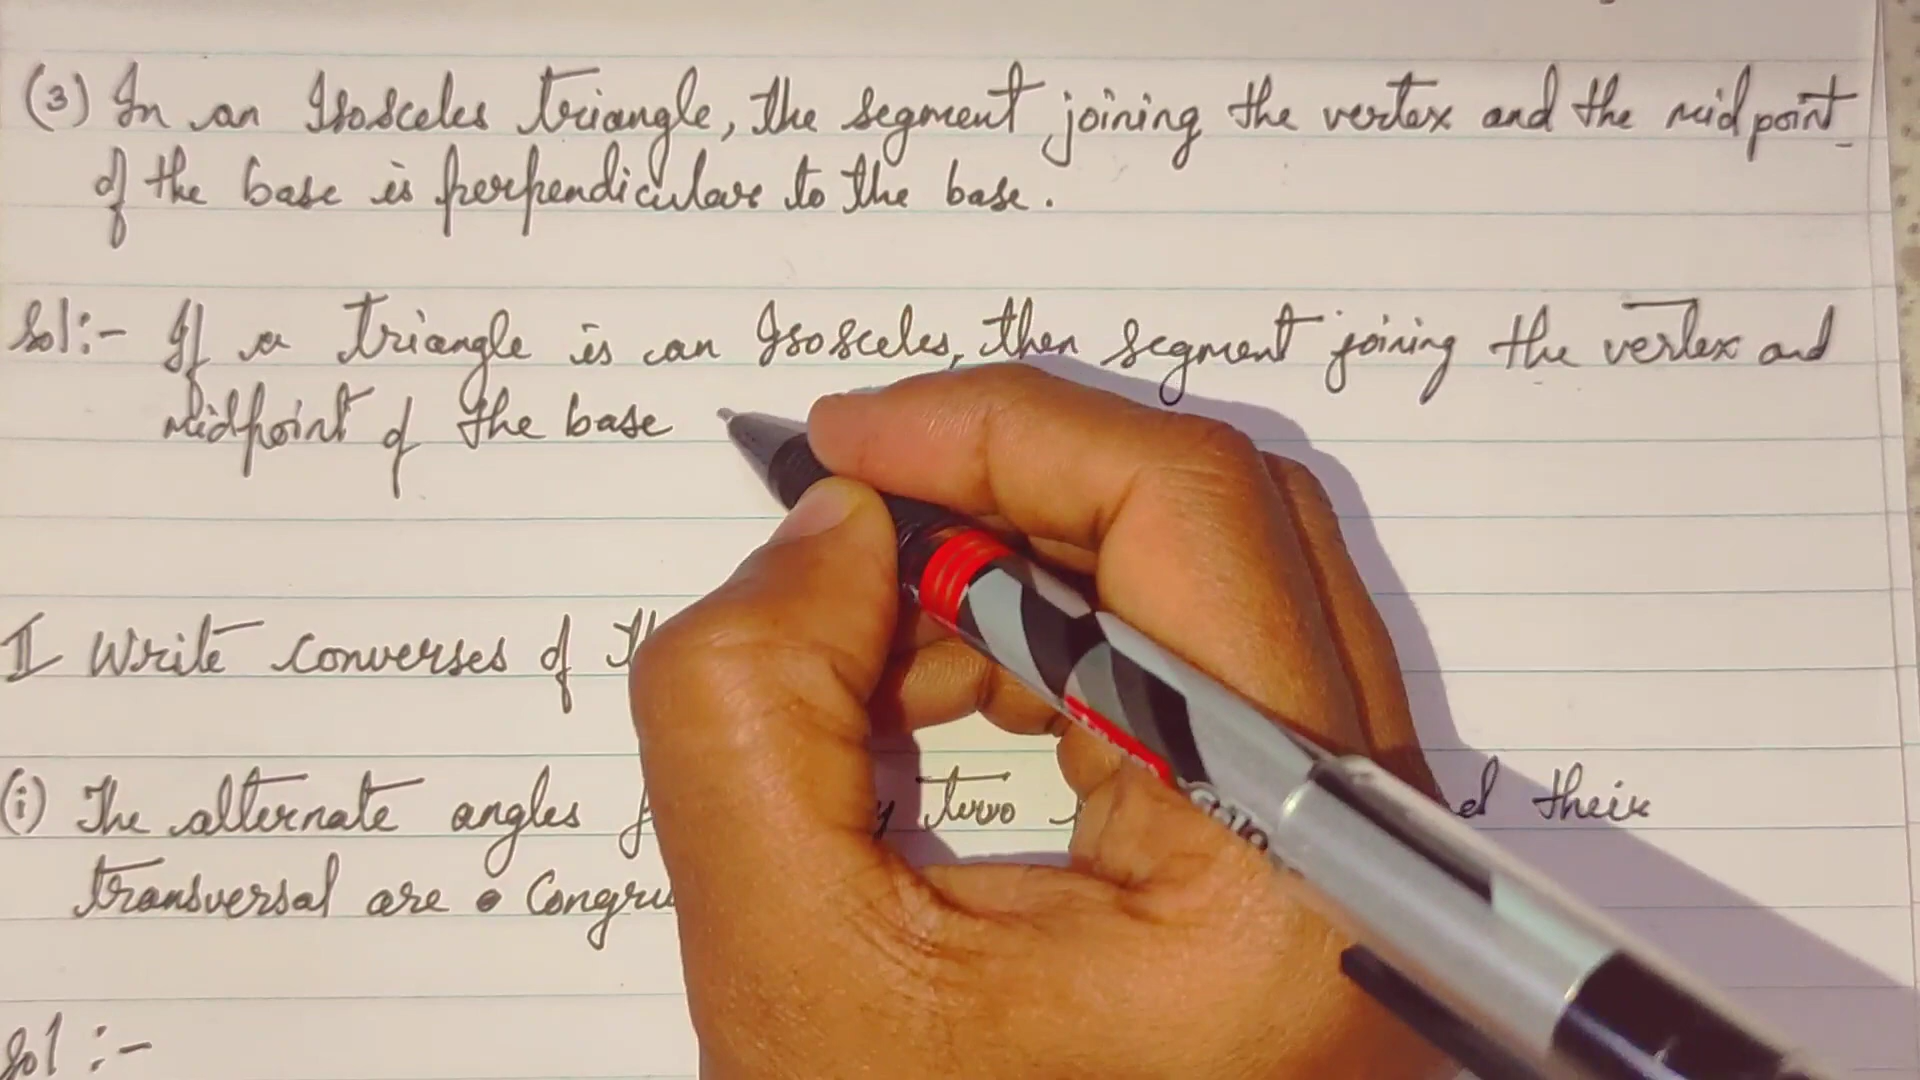 (3) In an Isosceles triangle, the segment joining the vertex and the midpoint
of the base is perpendicular to the base.
Sol:- If a triangle is an Isosceles, then segment joining the vertex and
midpoint of the base
II Write converses of
(i) The alternate angles two their
transversal are Congru
Sol :-